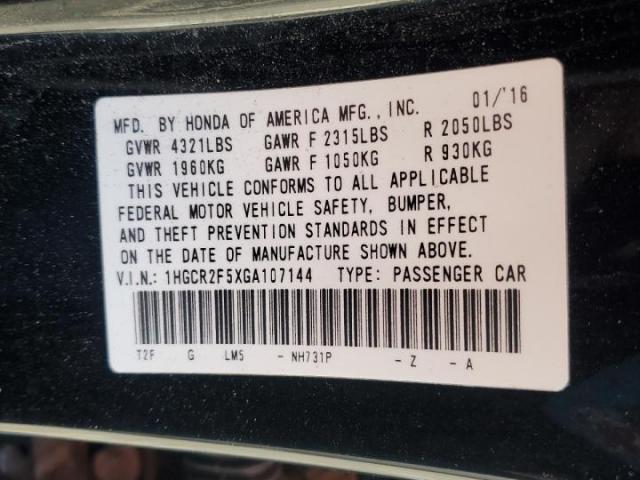 MFD. BY HONDA OF AMERICA MFG., INC. 01/'16
GVWR 4321LBS GAWR F 2315LBS R 2050LBS
GVWR 1960KG GAWR F 1050KG R 930KG
THIS VEHICLE CONFORMS TO ALL APPLICABLE
FEDERAL MOTOR VEHICLE SAFETY, BUMPER,
AND THEFT PREVENTION STANDARDS IN EFFECT
ON THE DATE OF MANUFACTURE SHOWN ABOVE.
V.I.N.: 1HGCR2F5XGA107144 TYPE: PASSENGER CAR
T2F G LM5 - NH731P - Z - A